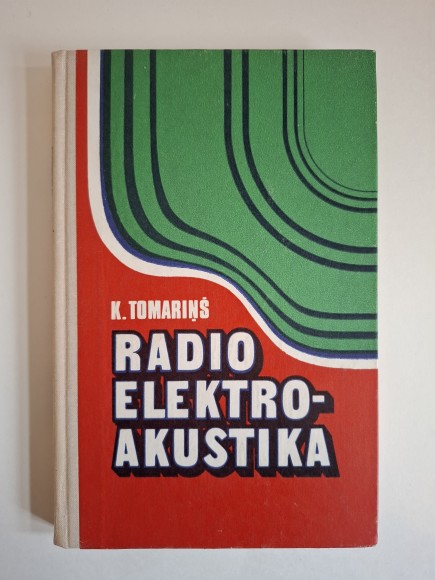 K. TOMARIŅŠ
RADIO
ELEKTRO-
AKUSTIKA